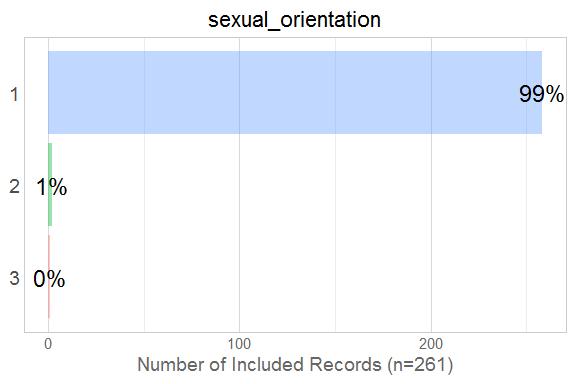 sexual_orientation
1
99%
2
1%
3
0%
0 100 200
Number of Included Records (n=261)